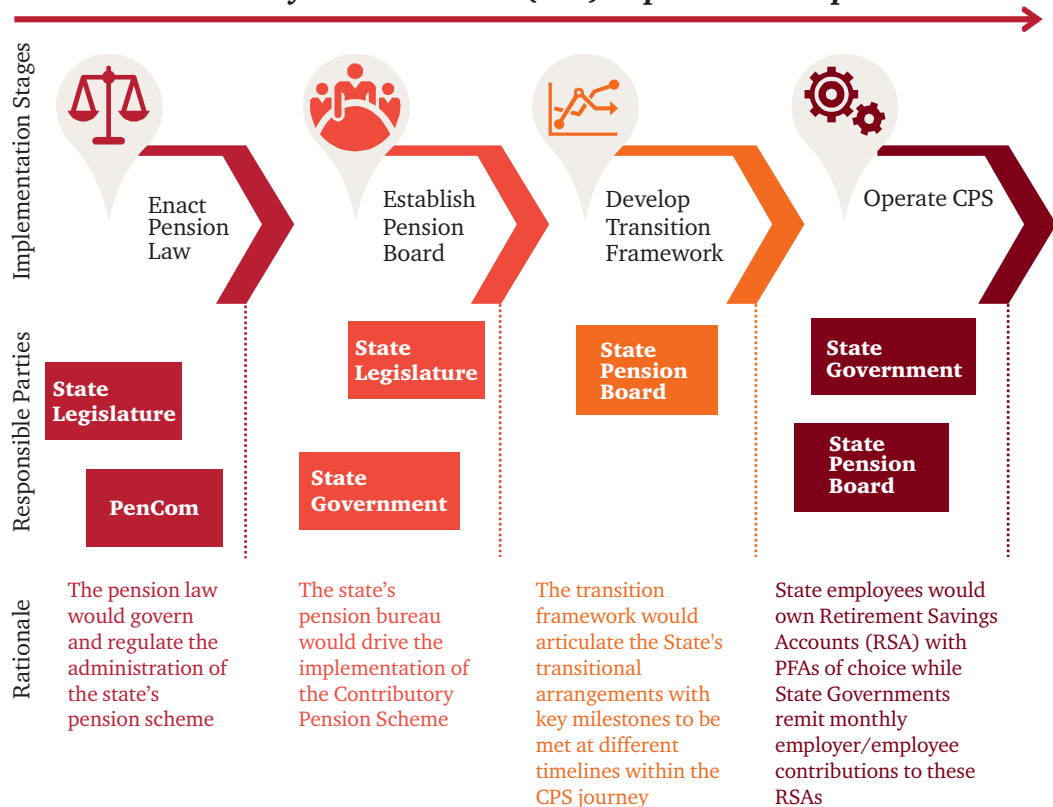 Implementation Stages
Enact
Pension
Law
Establish
Pension
Board
Develop
Transition
Framework
Operate CPS
Responsible Parties
State
Legislature
PenCom
State
Legislature
State
Government
State
Pension
Board
State
Government
State
Pension
Board
Rationale
The pension law
would govern
and regulate the
administration of
the state’s
pension scheme
The state’s
pension bureau
would drive the
implementation of
the Contributory
Pension Scheme
The transition
framework would
articulate the State's
transitional
arrangements with
key milestones to be
met at different
timelines within the
CPS journey
State employees would
own Retirement Savings
Accounts (RSA) with
PFAs of choice while
State Governments
remit monthly
employer/employee
contributions to these
RSAs